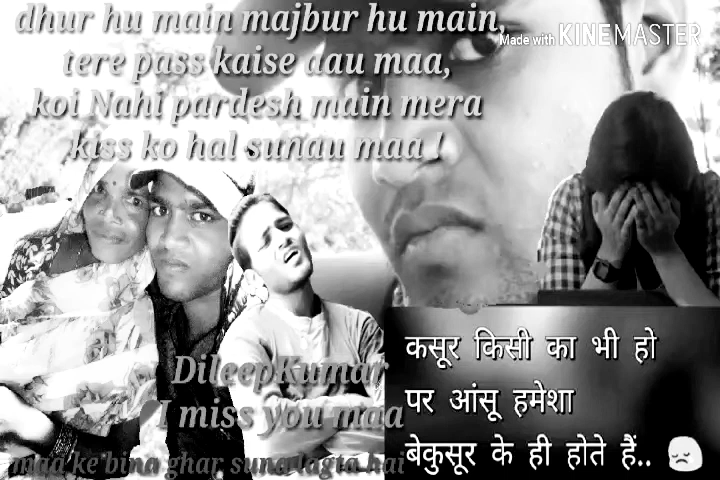 dhur hu main majbur hu main,
Made with KINEMASTER
tere pass kaise aau maa,
koi Nahi pardesh main mera
kiss ko hal sunau maa !
कसूर किसी का भी हो
पर आंसू हमेशा
बेकुसूर के ही होते हैं..
DileepKumar
I miss you maa
maa ke bina ghar suna lagta hai